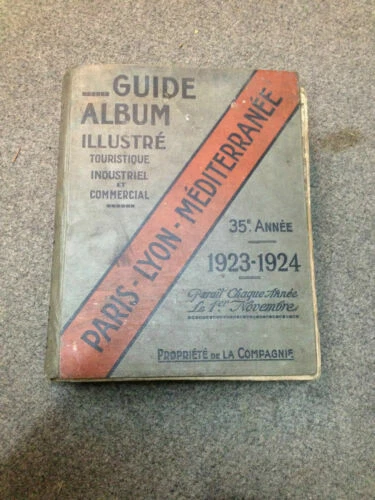 GUIDE
ALBUM
ILLUSTRÉ
TOURISTIQUE
INDUSTRIEL
ET
COMMERCIAL
PARIS-LYON-MÉDITERRANÉE
35e ANNÉE
1923-1924
Paraît Chaque Année
Le 1er Novembre
PROPRIÉTÉ DE LA COMPAGNIE